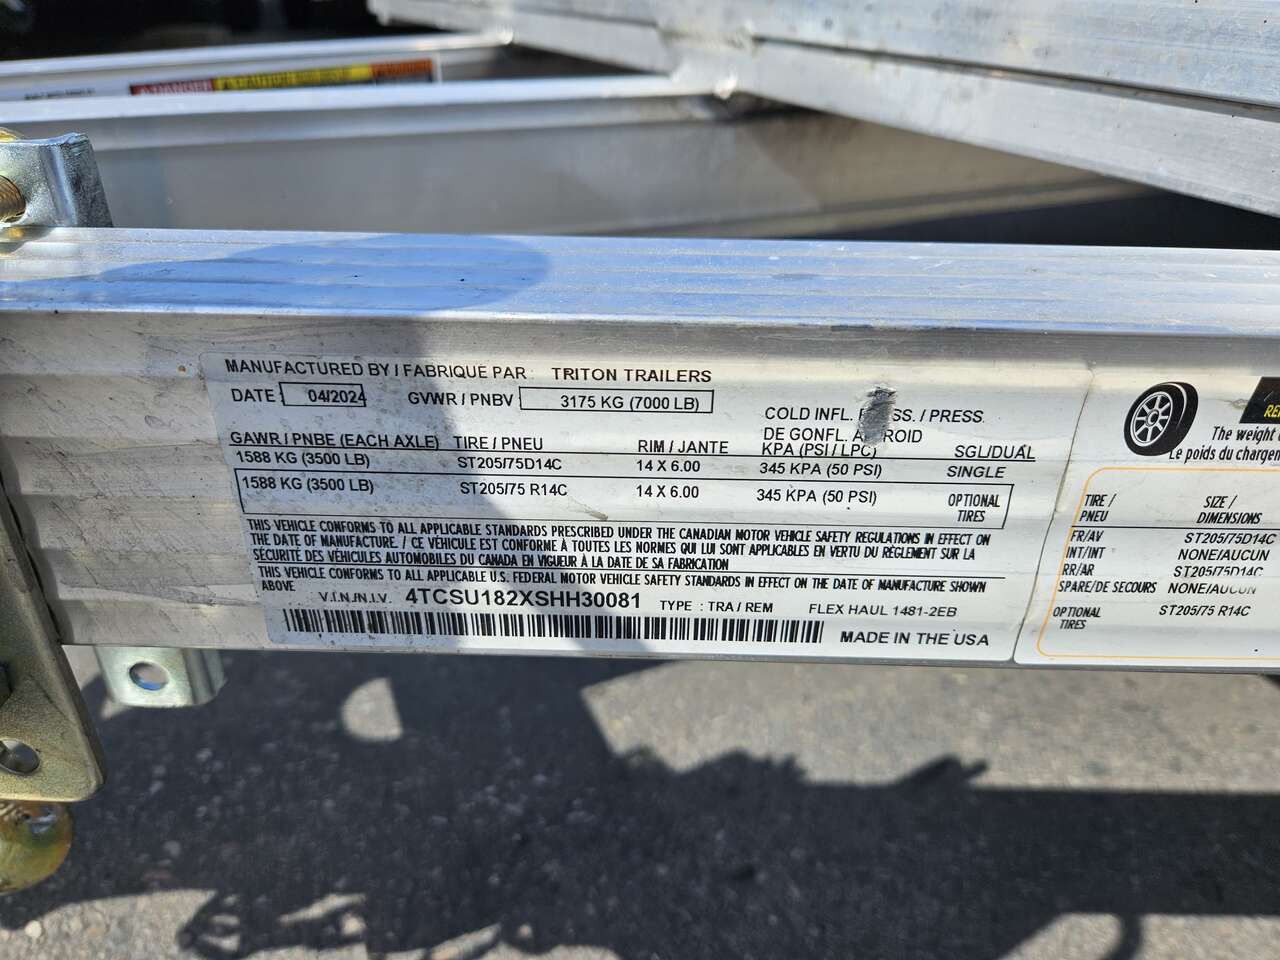 DANGER CAUTION
MANUFACTURED BY / FABRIQUE PAR TRITON TRAILERS
DATE 04/2024 GVWR / PNBV 3175 KG (7000 LB)
COLD INFL. / PRESS.
DE GONFL.
GAWR / PNBE (EACH AXLE) TIRE / PNEU RIM / JANTE KPA (PSI / LPC) SGL/DUAL
1588 KG (3500 LB) ST205/75D14C 14 X 6.00 345 KPA (50 PSI) SINGLE
1588 KG (3500 LB) ST205/75 R14C 14 X 6.00 345 KPA (50 PSI) OPTIONAL
TIRES
THIS VEHICLE CONFORMS TO ALL APPLICABLE STANDARDS PRESCRIBED UNDER THE CANADIAN MOTOR VEHICLE SAFETY REGULATIONS IN EFFECT ON
THE DATE OF MANUFACTURE. / CE VÉHICULE EST CONFORME À TOUTES LES NORMES QUI LUI SONT APPLICABLES EN VERTU DU RÈGLEMENT SUR LA
SÉCURITÉ DES VÉHICULES AUTOMOBILES DU CANADA EN VIGUEUR À LA DATE DE SA FABRICATION
THIS VEHICLE CONFORMS TO ALL APPLICABLE U.S. FEDERAL MOTOR VEHICLE SAFETY STANDARDS IN EFFECT ON THE DATE OF MANUFACTURE SHOWN
ABOVE
V.I.N./N.I.V. 4TCSU182XSHH30081 TYPE : TRA / REM FLEX HAUL 1481-2EB
MADE IN THE USA
The weight
Le poids du
TIRE / SIZE /
PNEU DIMENSIONS
FR/AV ST205/75D14C
INT/INT NONE/AUCUN
RR/AR ST205/75D14C
SPARE/DE SECOURS NONE/AUCUN
OPTIONAL ST205/75 R14C
TIRES